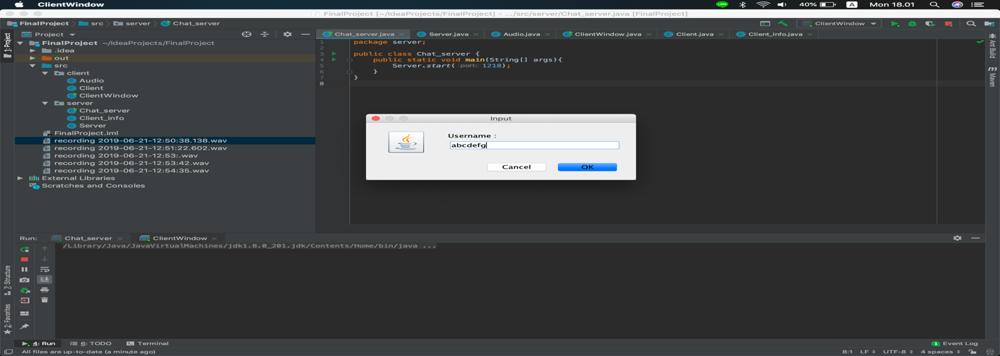 ClientWindow 40% A Mon 18.01
FinalProject [~/IdeaProjects/FinalProject] - .../src/server/Chat_server.java [FinalProject]
FinalProject src server Chat_server ClientWindow
Project Chat_server.java Server.java Audio.java ClientWindow.java Client.java Client_info.java
1: Project
Ant Build
Maven
FinalProject ~/IdeaProjects/FinalProject
.idea
out
src
client
Audio
Client
ClientWindow
server
Chat_server
Client_info
Server
FinalProject.iml
recording 2019-06-21-12:50:38.138.wav
recording 2019-06-21-12:51:22.602.wav
recording 2019-06-21-12:53:.wav
recording 2019-06-21-12:53:42.wav
recording 2019-06-21-12:54:35.wav
External Libraries
Scratches and Consoles
1 package server;
2
3 public class Chat_server {
4 public static void main(String[] args){
5 Server.start( port: 1218);
6 }
7 }
8
Input
Username :
abcdefg
Cancel OK
Run: Chat_server ClientWindow
/Library/Java/JavaVirtualMachines/jdk1.8.0_201.jdk/Contents/Home/bin/java ...
7: Structure
2: Favorites
4: Run 6: TODO Terminal 1 Event Log
All files are up-to-date (a minute ago) 8:1 LF UTF-8 4 spaces